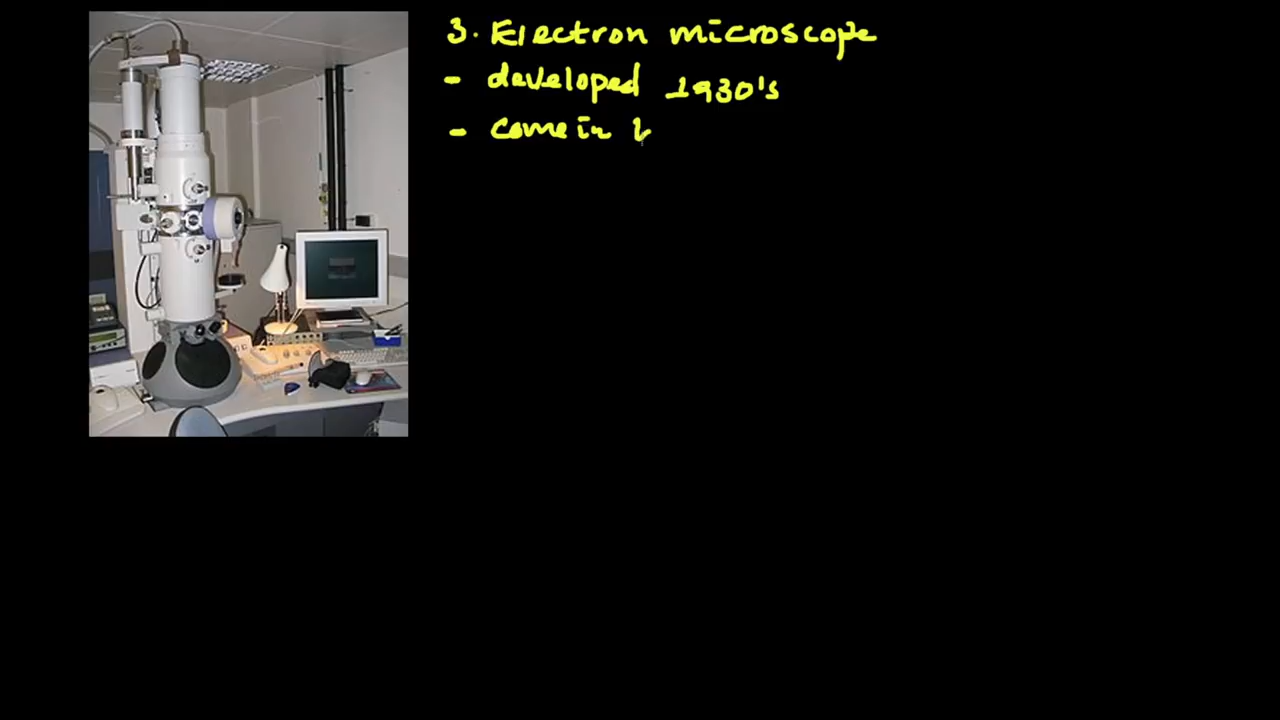 3. Electron microscope
- developed 1930's
- come in